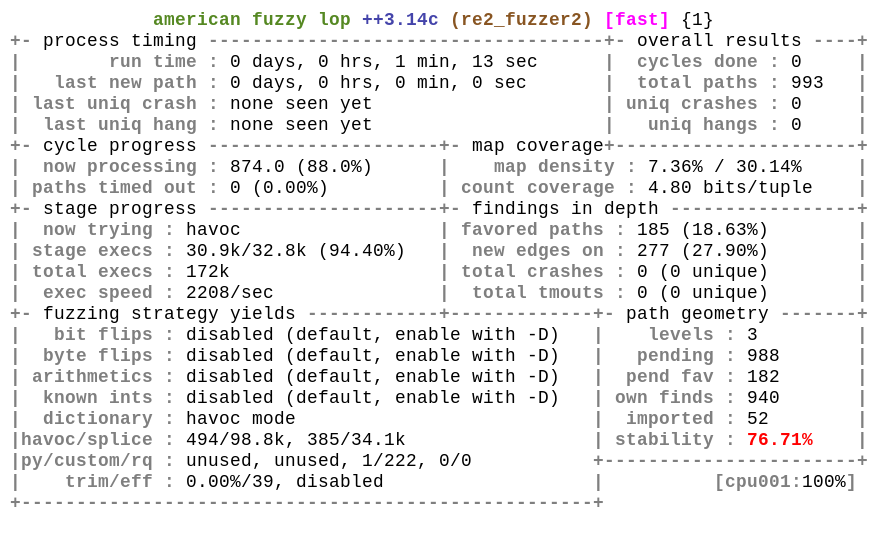 american fuzzy lop ++3.14c (re2_fuzzer2) [fast] {1}
+- process timing ------------------------------------+- overall results ----+
|        run time : 0 days, 0 hrs, 1 min, 13 sec      |  cycles done : 0     |
|   last new path : 0 days, 0 hrs, 0 min, 0 sec       |  total paths : 993   |
| last uniq crash : none seen yet                     | uniq crashes : 0     |
|  last uniq hang : none seen yet                     |   uniq hangs : 0     |
+- cycle progress ---------------------+- map coverage+----------------------+
|  now processing : 874.0 (88.0%)      |    map density : 7.36% / 30.14%     |
| paths timed out : 0 (0.00%)          | count coverage : 4.80 bits/tuple    |
+- stage progress ---------------------+- findings in depth -----------------+
|  now trying : havoc                  | favored paths : 185 (18.63%)        |
| stage execs : 30.9k/32.8k (94.40%)   |  new edges on : 277 (27.90%)        |
| total execs : 172k                   | total crashes : 0 (0 unique)        |
|  exec speed : 2208/sec               |  total tmouts : 0 (0 unique)        |
+- fuzzing strategy yields ------------+-------------+- path geometry -------+
|   bit flips : disabled (default, enable with -D)   |    levels : 3         |
|  byte flips : disabled (default, enable with -D)   |   pending : 988       |
| arithmetics : disabled (default, enable with -D)   |  pend fav : 182       |
|  known ints : disabled (default, enable with -D)   | own finds : 940       |
|  dictionary : havoc mode                           |  imported : 52        |
|havoc/splice : 494/98.8k, 385/34.1k                 | stability : 76.71%    |
|py/custom/rq : unused, unused, 1/222, 0/0           +-----------------------+
|    trim/eff : 0.00%/39, disabled                   |          [cpu001:100%]
+----------------------------------------------------+